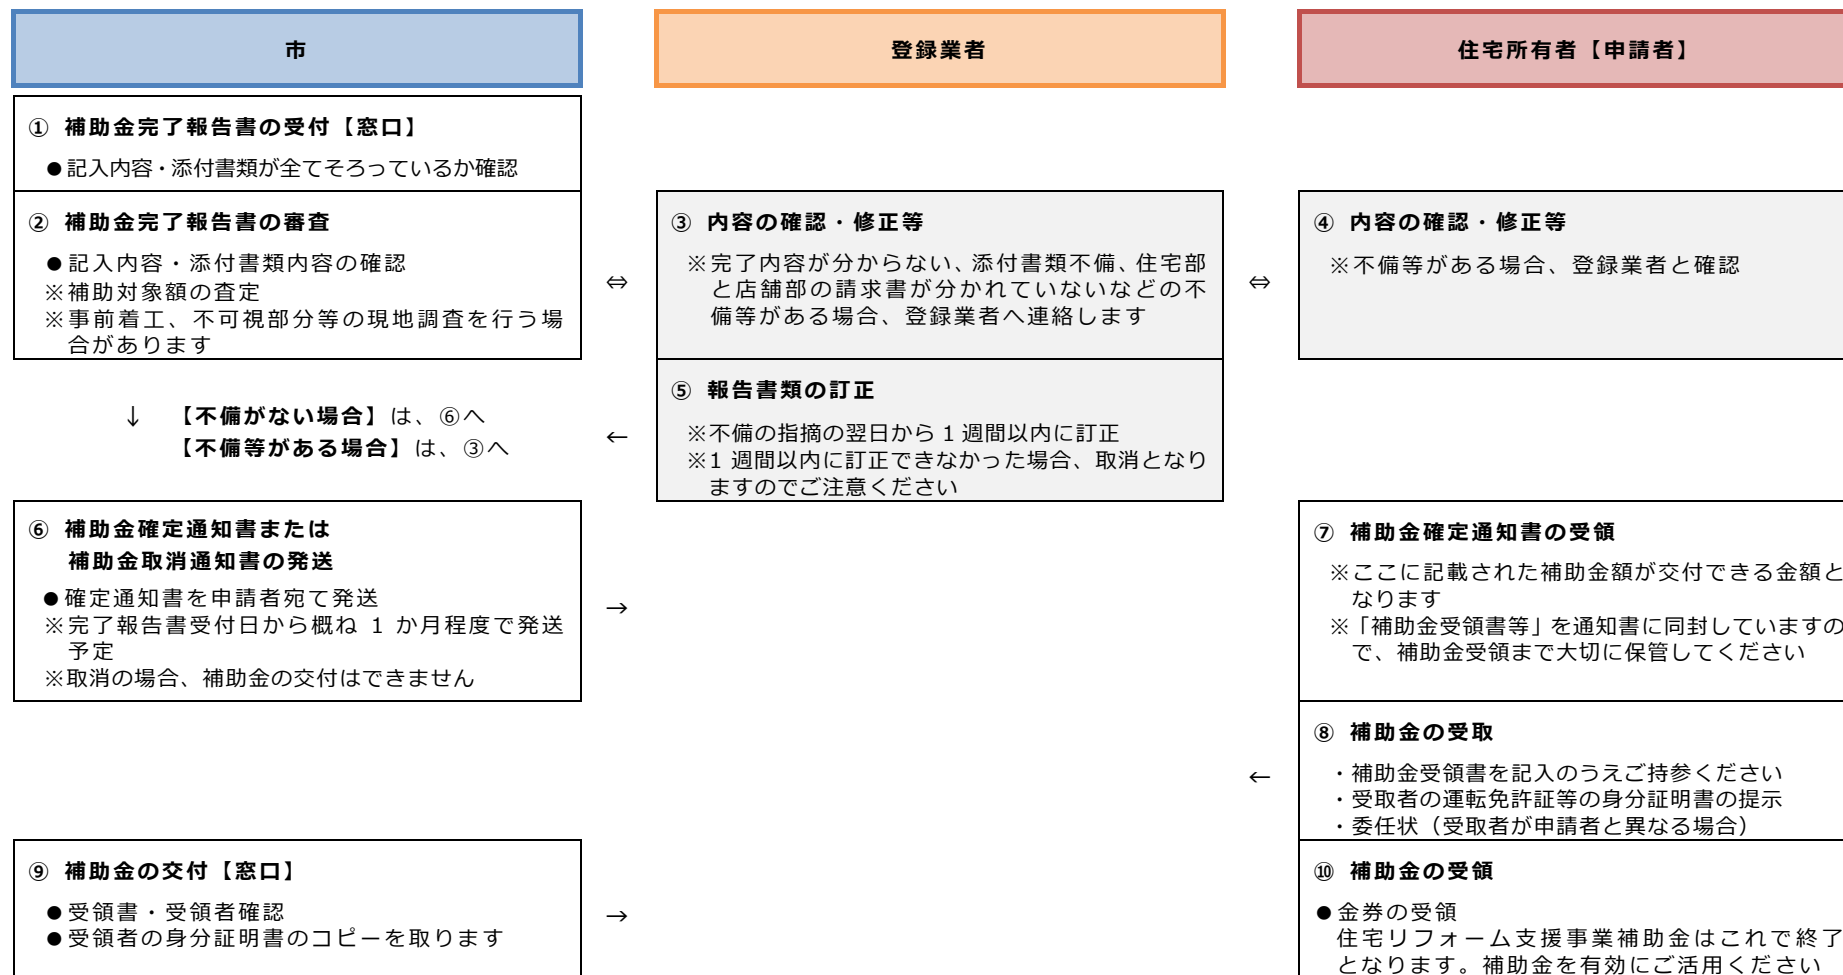 市
登録業者
住宅所有者【申請者】
① 補助金完了報告書の受付【窓口】
●記入内容・添付書類が全てそろっているか確認
② 補助金完了報告書の審査
●記入内容・添付書類内容の確認
※補助対象額の査定
※事前着工、不可視部分等の現地調査を行う場
合があります
⇔
③ 内容の確認・修正等
※完了内容が分からない、添付書類不備、住宅部
と店舗部の請求書が分かれていないなどの不
備等がある場合、登録業者へ連絡します
⇔
④ 内容の確認・修正等
※不備等がある場合、登録業者と確認
↓ 【不備がない場合】は、⑥へ
【不備等がある場合】は、③へ
←
⑤ 報告書類の訂正
※不備の指摘の翌日から１週間以内に訂正
※1 週間以内に訂正できなかった場合、取消となり
ますのでご注意ください
⑥ 補助金確定通知書または
補助金取消通知書の発送
●確定通知書を申請者宛て発送
※完了報告書受付日から概ね 1 か月程度で発送
予定
※取消の場合、補助金の交付はできません
→
⑦ 補助金確定通知書の受領
※ここに記載された補助金額が交付できる金額と
なります
※「補助金受領書等」を通知書に同封していますの
で、補助金受領まで大切に保管してください
←
⑧ 補助金の受取
・補助金受領書を記入のうえご持参ください
・受取者の運転免許証等の身分証明書の提示
・委任状（受取者が申請者と異なる場合）
⑨ 補助金の交付【窓口】
●受領書・受領者確認
●受領者の身分証明書のコピーを取ります
→
⑩ 補助金の受領
●金券の受領
住宅リフォーム支援事業補助金はこれで終了
となります。補助金を有効にご活用ください